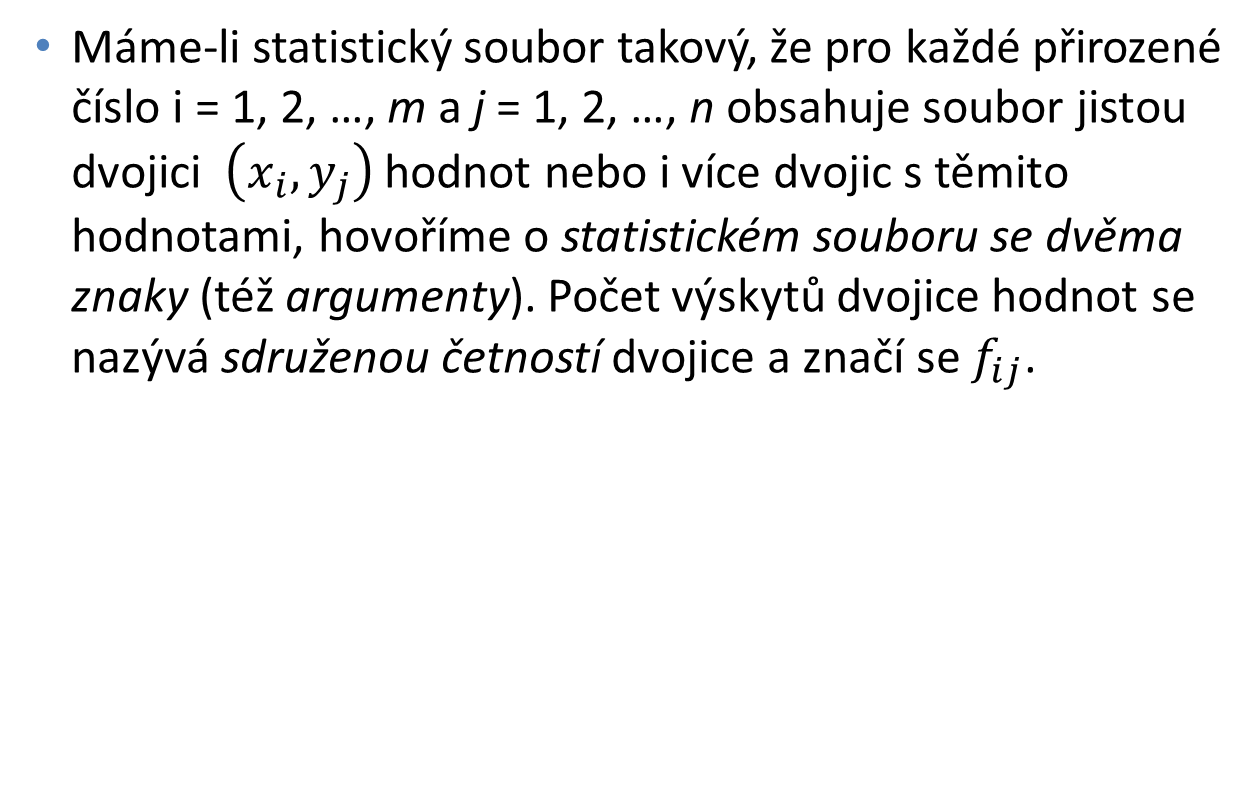 • Máme-li statistický soubor takový, že pro každé přirozené
číslo i = 1, 2, …, m a j = 1, 2, …, n obsahuje soubor jistou
dvojici (xᵢ, yⱼ) hodnot nebo i více dvojic s těmito
hodnotami, hovoříme o statistickém souboru se dvěma
znaky (též argumenty). Počet výskytů dvojice hodnot se
nazývá sdruženou četností dvojice a značí se fᵢⱼ.